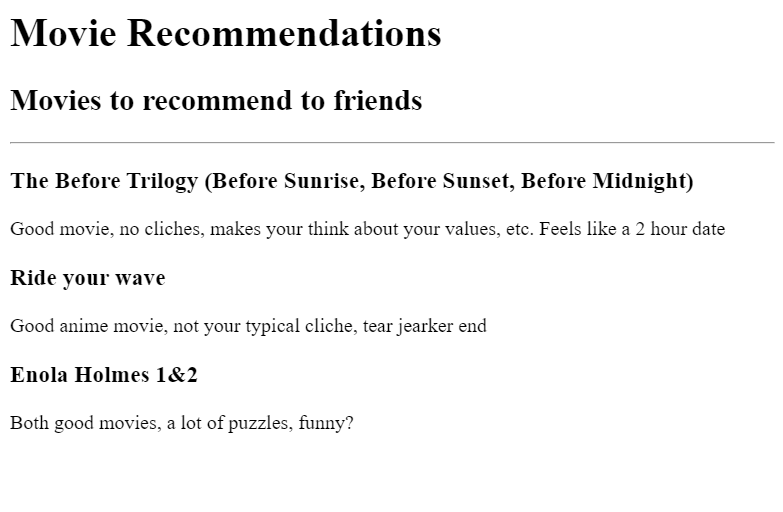 Movie Recommendations
Movies to recommend to friends
The Before Trilogy (Before Sunrise, Before Sunset, Before Midnight)
Good movie, no cliches, makes your think about your values, etc. Feels like a 2 hour date
Ride your wave
Good anime movie, not your typical cliche, tear jearker end
Enola Holmes 1&2
Both good movies, a lot of puzzles, funny?